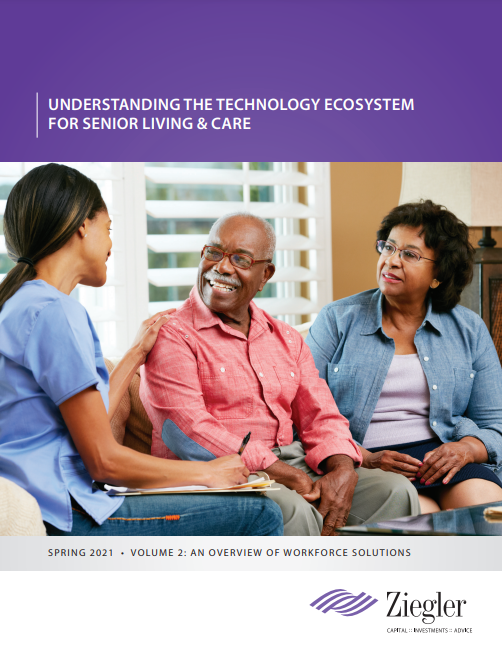 UNDERSTANDING THE TECHNOLOGY ECOSYSTEM
FOR SENIOR LIVING & CARE
SPRING 2021 • VOLUME 2: AN OVERVIEW OF WORKFORCE SOLUTIONS
Ziegler
CAPITAL :: INVESTMENTS :: ADVICE